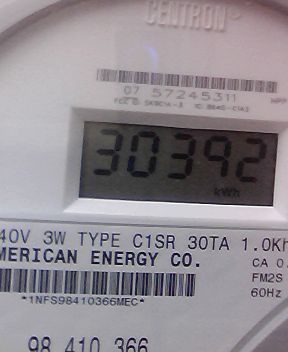 CENTRON®
07 57245311
HPP
30392
kWh
40V 3W TYPE C1SR 30TA 1.0Kh
MERICAN ENERGY CO.
CA 0.
FM2S
*1NFS98410366MEC*
60Hz
98 410 366